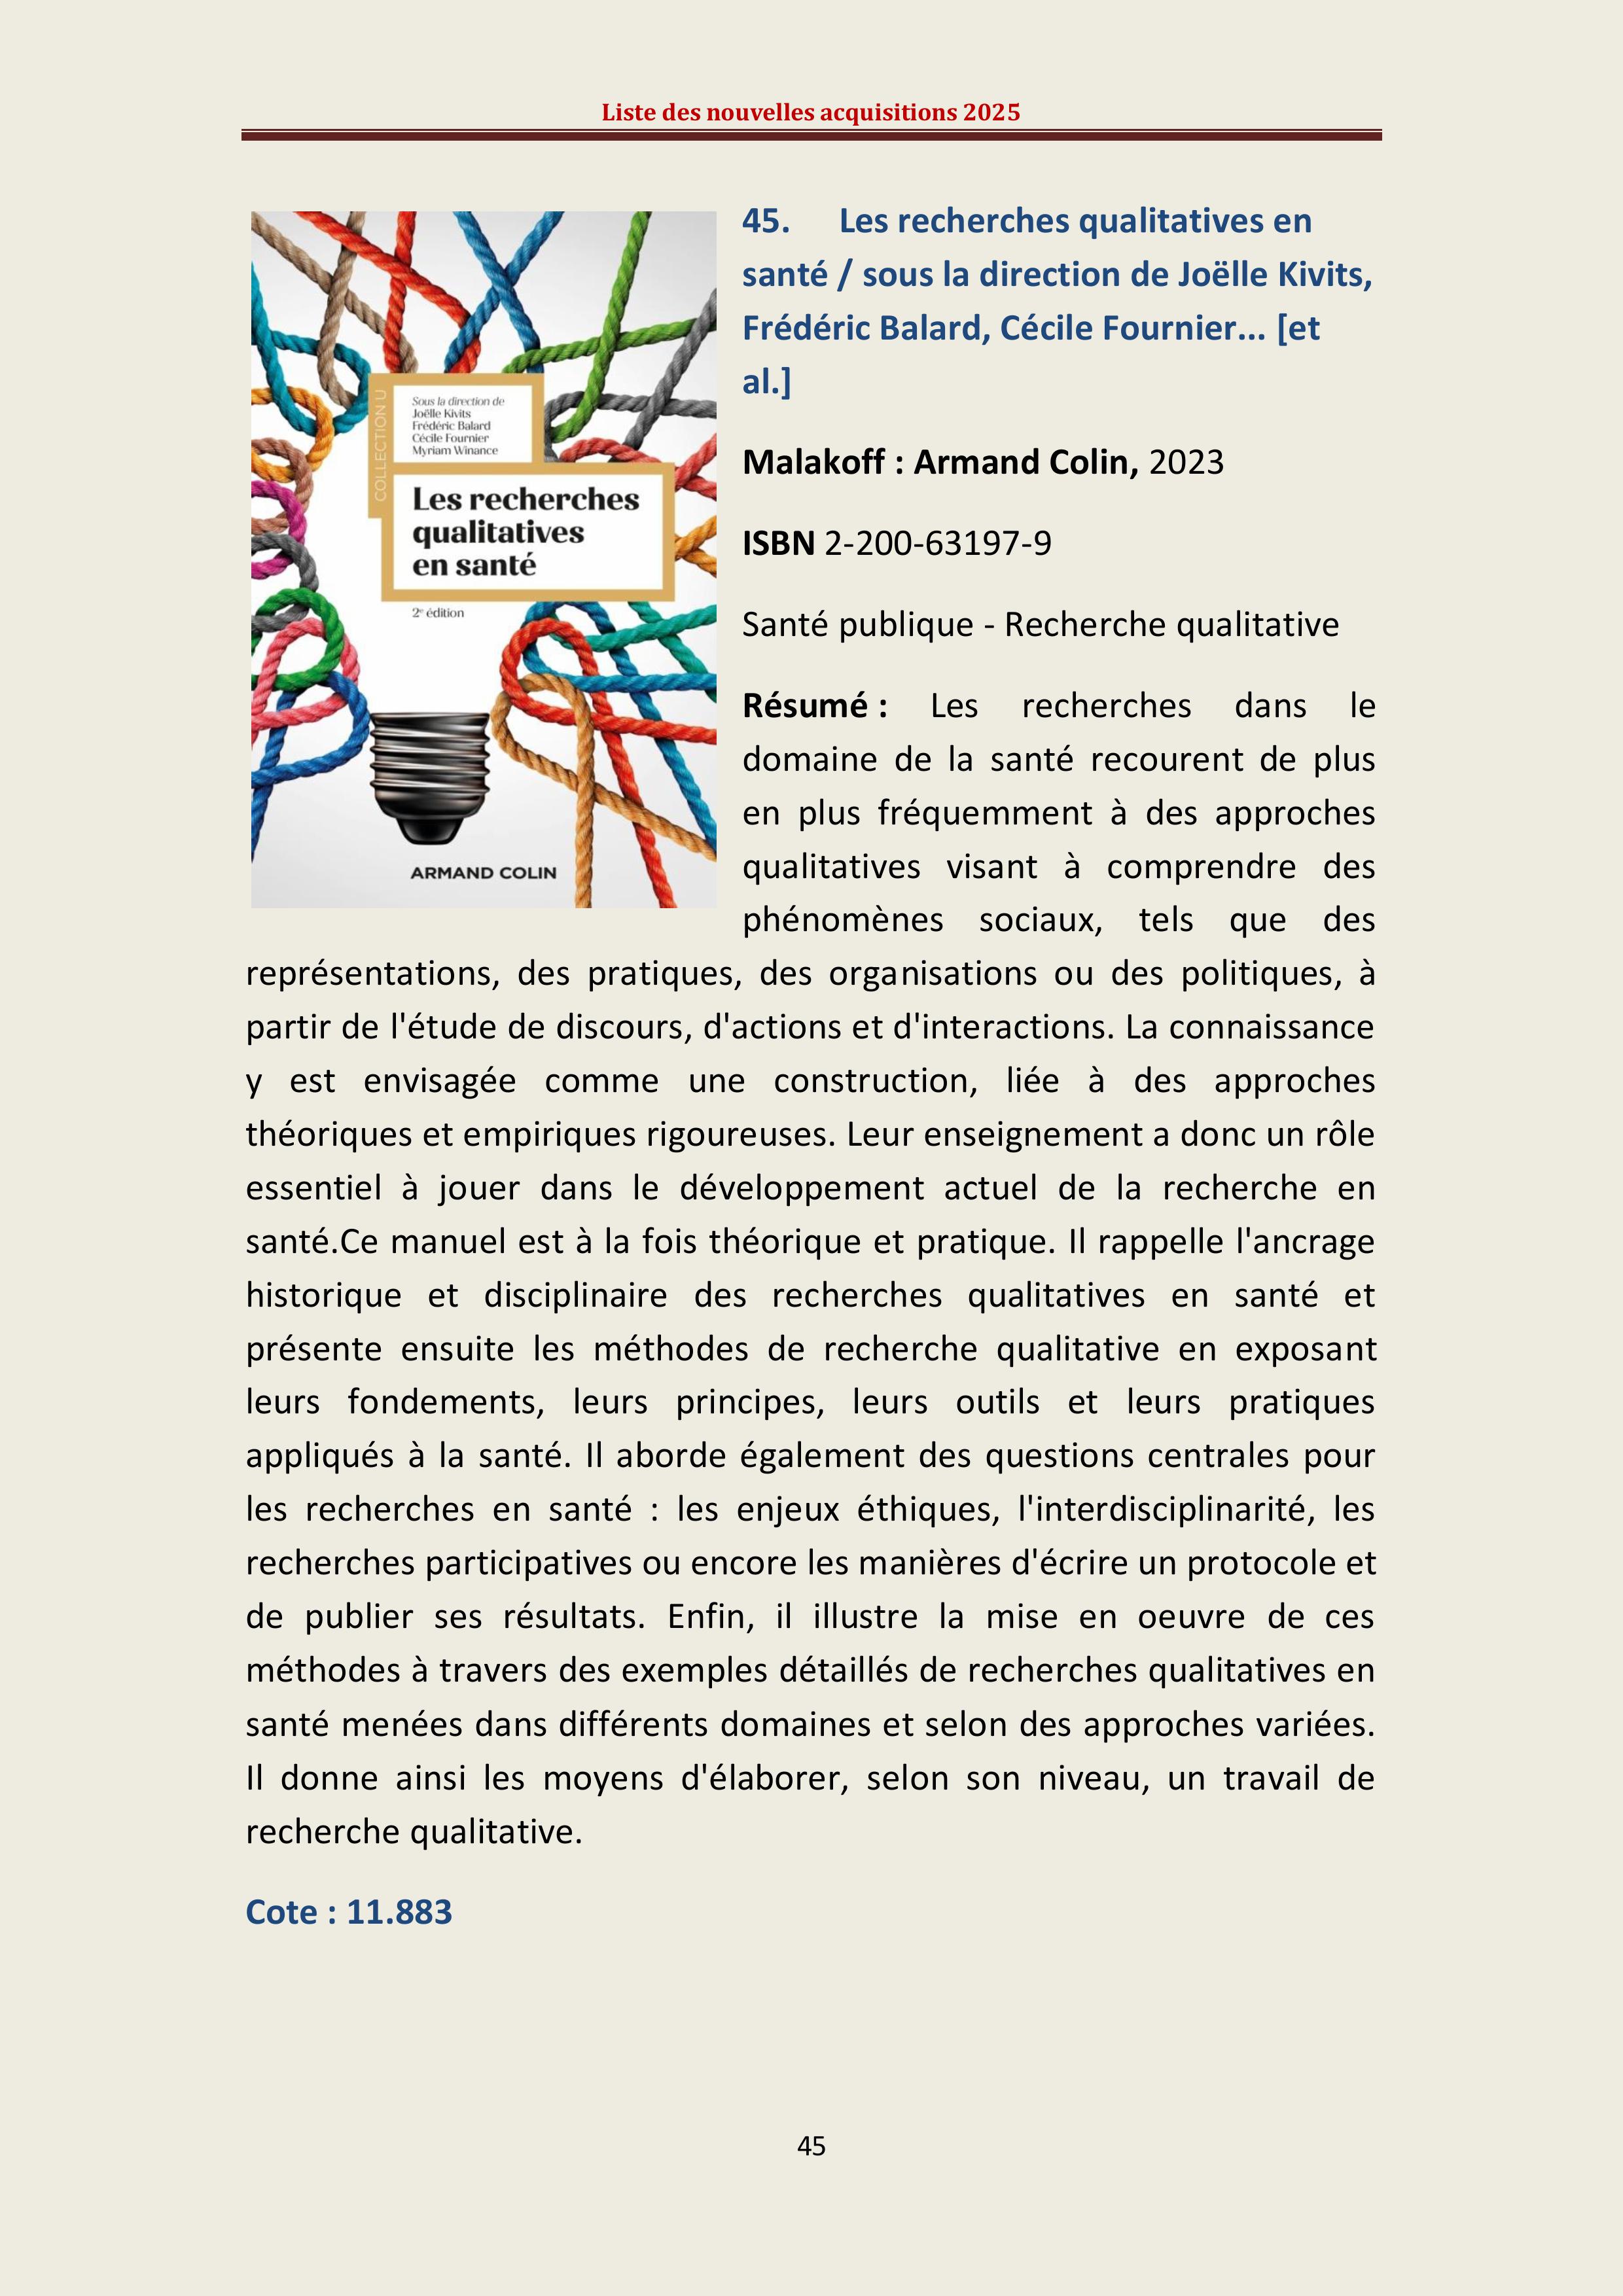 Liste des nouvelles acquisitions 2025
COLLECTION U
Sous la direction de
Joëlle Kivits
Frédéric Balard
Cécile Fournier
Myriam Winance
Les recherches
qualitatives
en santé
2e édition
ARMAND COLIN
45. Les recherches qualitatives en
santé / sous la direction de Joëlle Kivits,
Frédéric Balard, Cécile Fournier... [et
al.]
Malakoff : Armand Colin, 2023
ISBN 2-200-63197-9
Santé publique - Recherche qualitative
Résumé : Les recherches dans le
domaine de la santé recourent de plus
en plus fréquemment à des approches
qualitatives visant à comprendre des
phénomènes sociaux, tels que des
représentations, des pratiques, des organisations ou des politiques, à
partir de l'étude de discours, d'actions et d'interactions. La connaissance
y est envisagée comme une construction, liée à des approches
théoriques et empiriques rigoureuses. Leur enseignement a donc un rôle
essentiel à jouer dans le développement actuel de la recherche en
santé.Ce manuel est à la fois théorique et pratique. Il rappelle l'ancrage
historique et disciplinaire des recherches qualitatives en santé et
présente ensuite les méthodes de recherche qualitative en exposant
leurs fondements, leurs principes, leurs outils et leurs pratiques
appliqués à la santé. Il aborde également des questions centrales pour
les recherches en santé : les enjeux éthiques, l'interdisciplinarité, les
recherches participatives ou encore les manières d'écrire un protocole et
de publier ses résultats. Enfin, il illustre la mise en oeuvre de ces
méthodes à travers des exemples détaillés de recherches qualitatives en
santé menées dans différents domaines et selon des approches variées.
Il donne ainsi les moyens d'élaborer, selon son niveau, un travail de
recherche qualitative.
Cote : 11.883
45